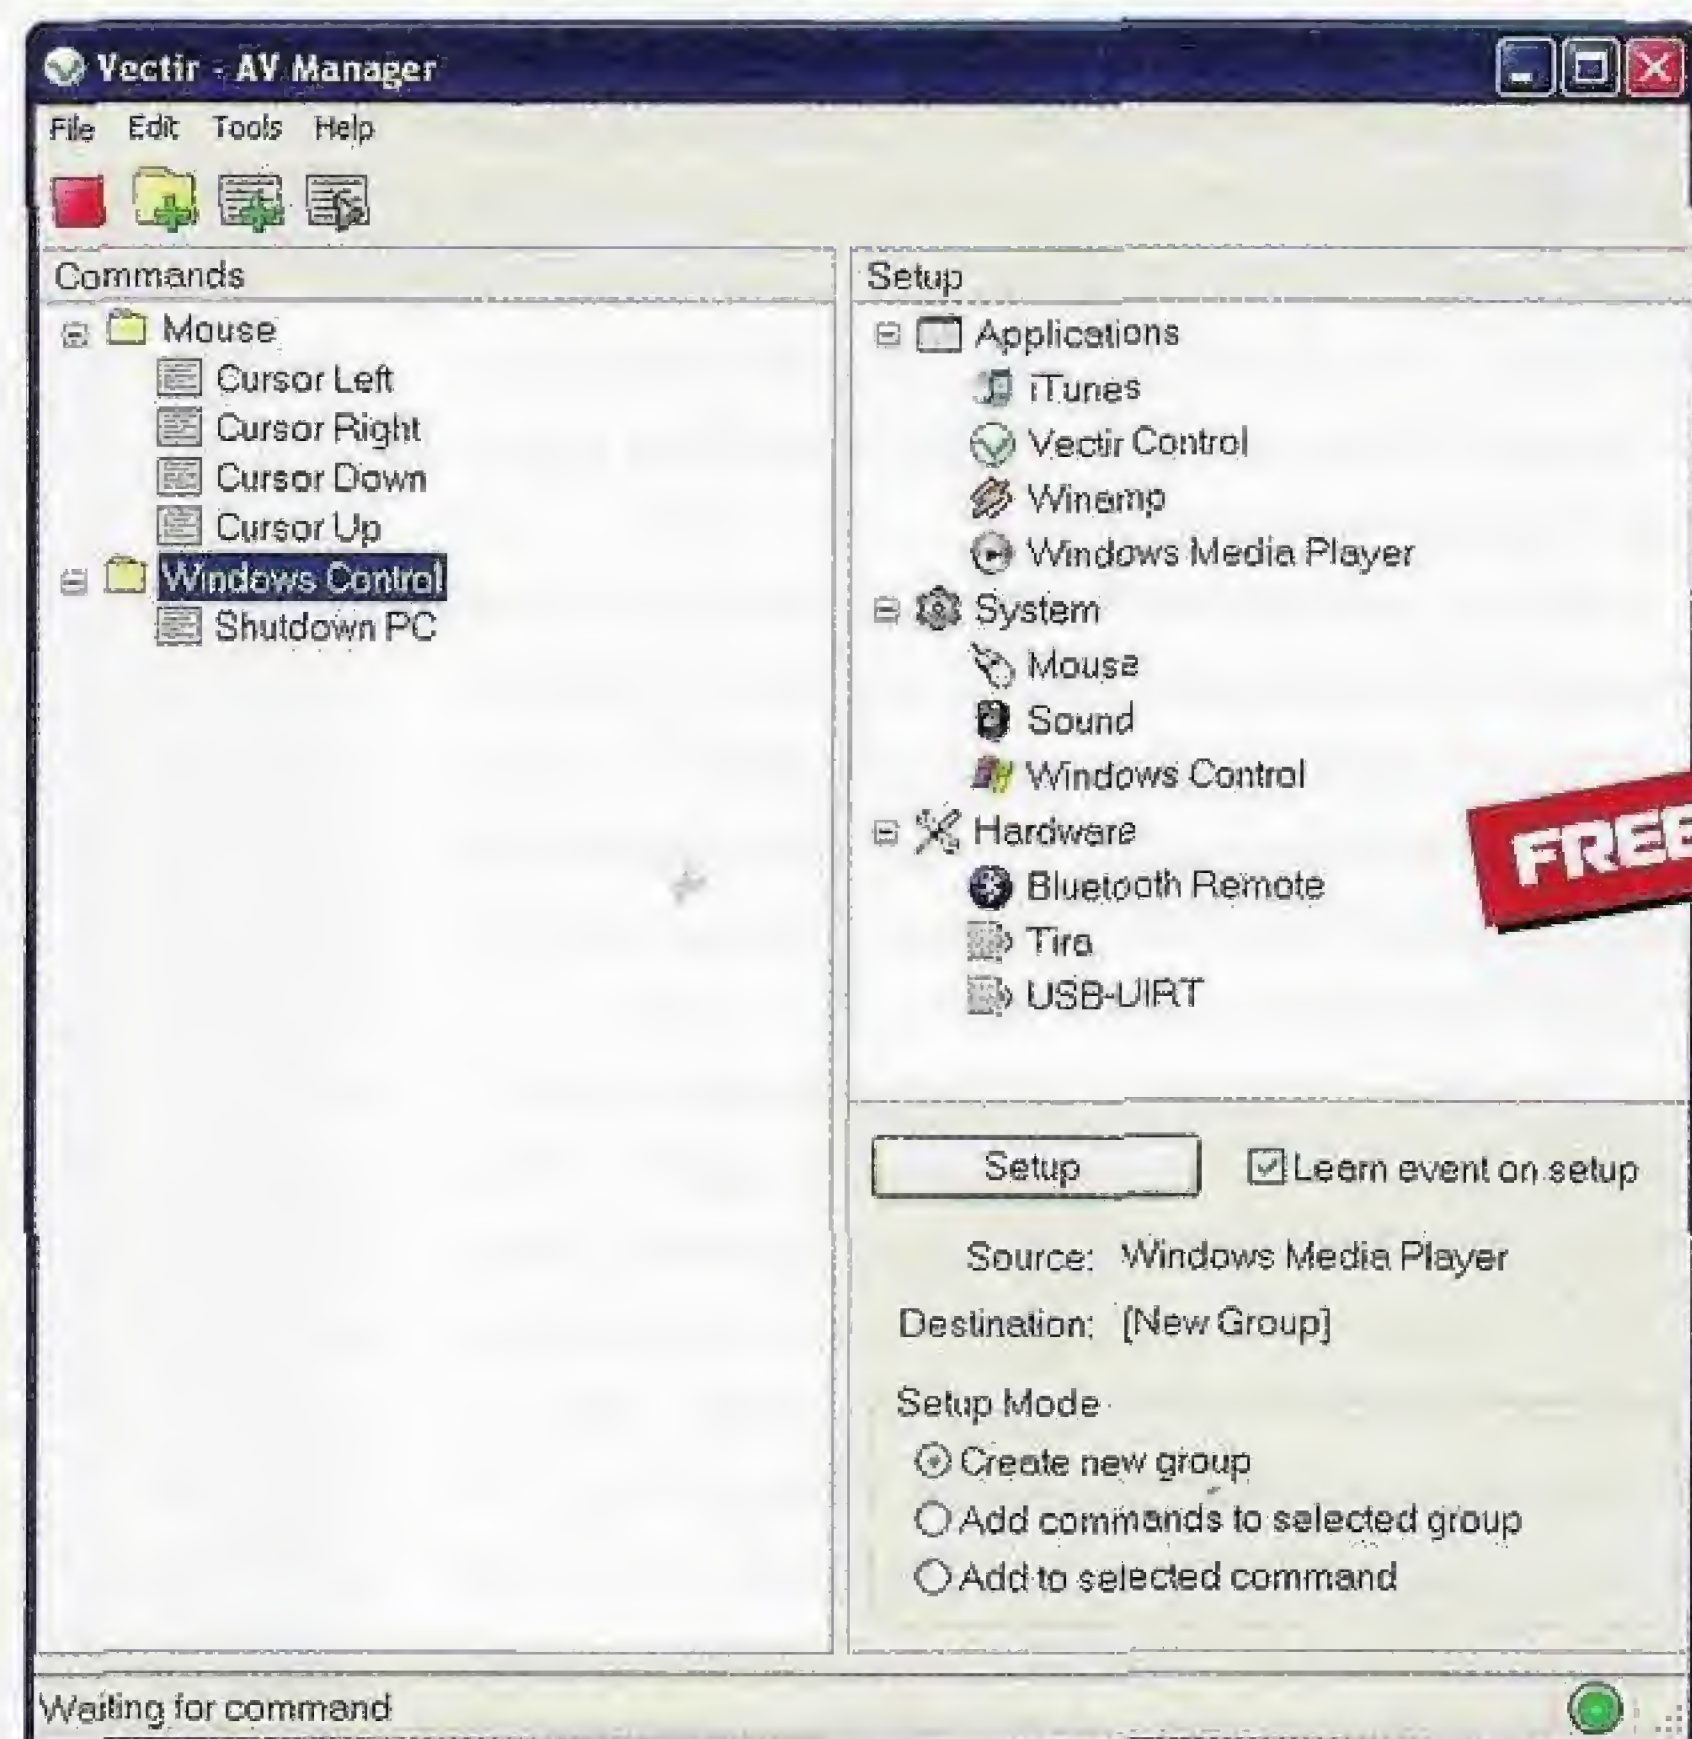 Vectir - AV Manager
File Edit Tools Help
Commands
Mouse
Cursor Left
Cursor Right
Cursor Down
Cursor Up
Windows Control
Shutdown PC
Setup
Applications
iTunes
Vectir Control
Winamp
Windows Media Player
System
Mouse
Sound
Windows Control
Hardware
Bluetooth Remote
Tira
USB-UIRT
FREE
Setup
Learn event on setup
Source: Windows Media Player
Destination: [New Group]
Setup Mode
Create new group
Add commands to selected group
Add to selected command
Waiting for command